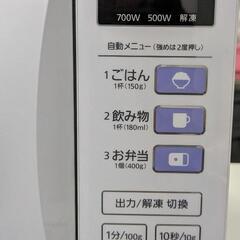 700W 500W 解凍
自動メニュー（強めは2度押し）
1 ごはん
1杯(150g)
2 飲み物
1杯(180ml)
3 お弁当
1個(400g)
出力/解凍 切換
1分/100g 10秒/10g